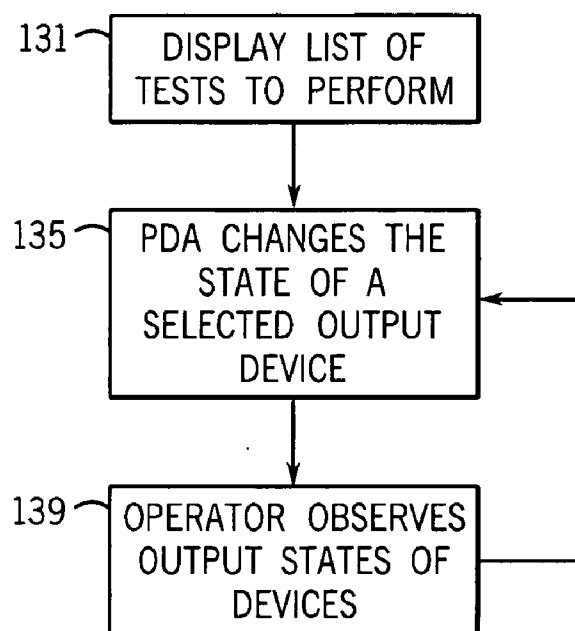 131
DISPLAY LIST OF
TESTS TO PERFORM
135
PDA CHANGES THE
STATE OF A
SELECTED OUTPUT
DEVICE
139
OPERATOR OBSERVES
OUTPUT STATES OF
DEVICES